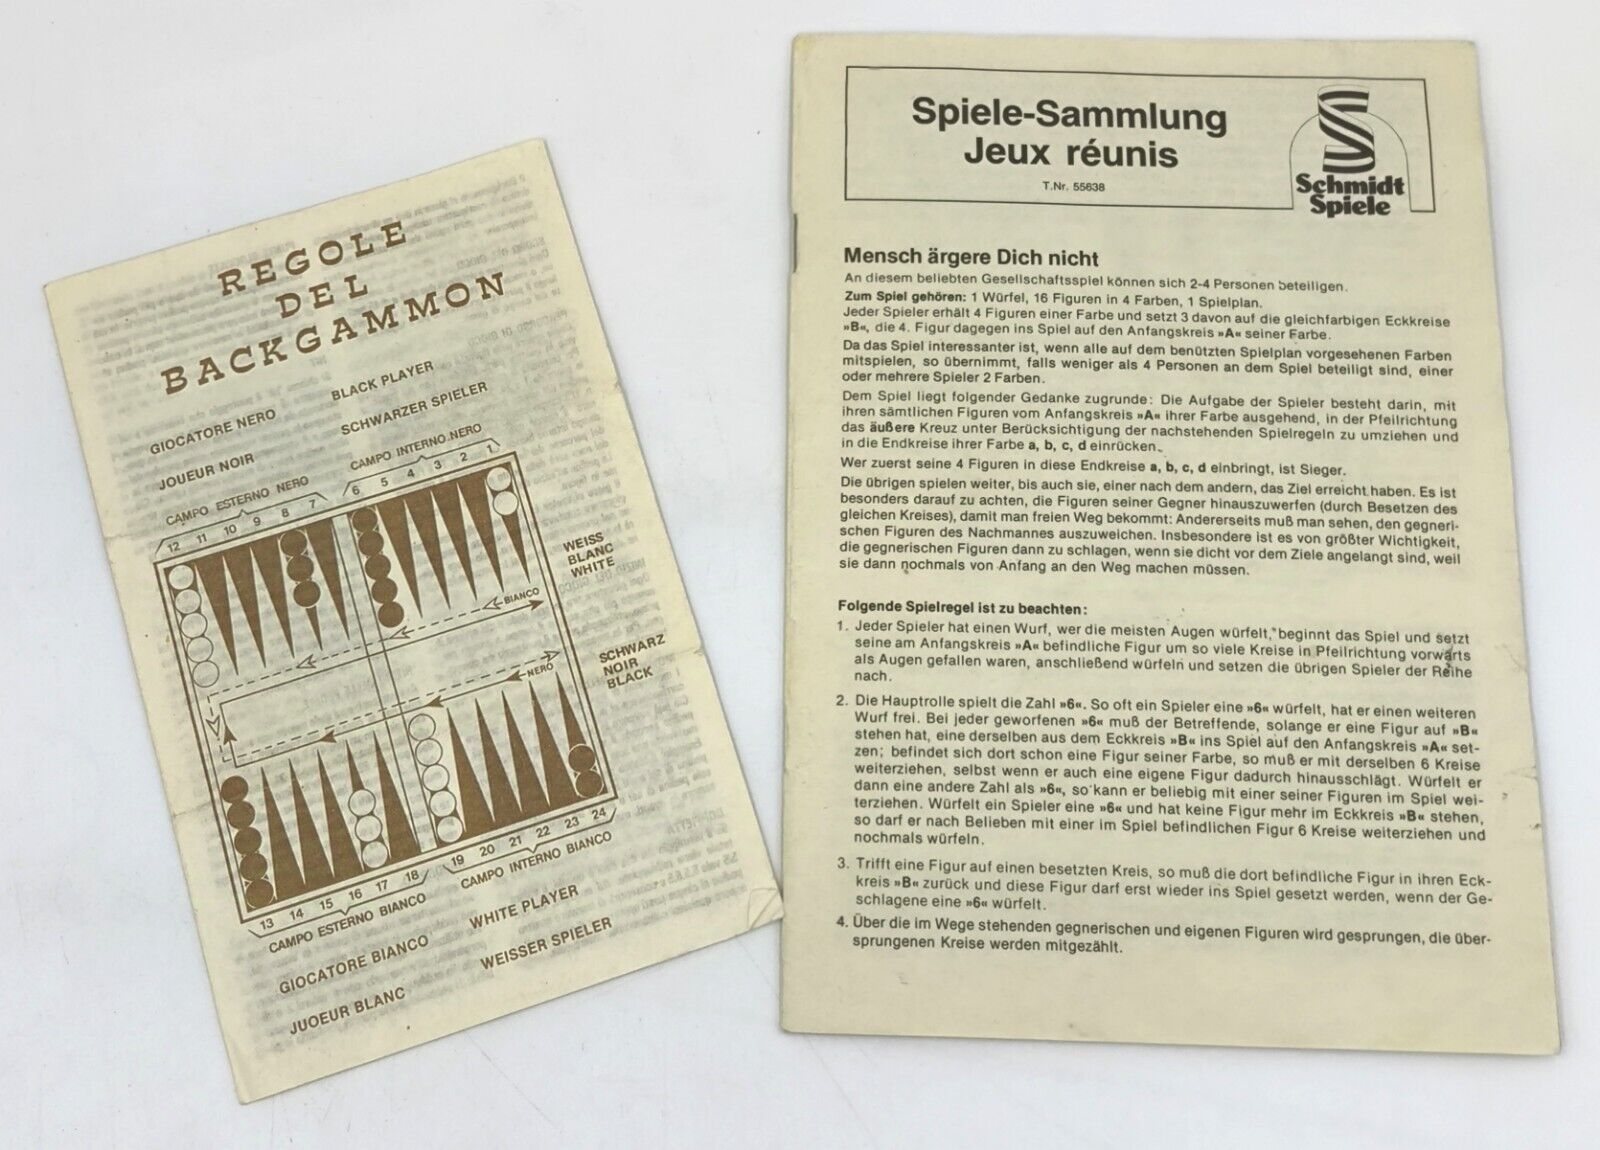 REGOLE
DEL
BACKGAMMON
GIOCATORE NERO
BLACK PLAYER
JOUEUR NOIR
SCHWARZER SPIELER
CAMPO ESTERNO NERO
CAMPO INTERNO NERO
12 11 10 9 8 7 6 5 4 3 2 1
WEISS
BLANC
WHITE
BIANCO
SCHWARZ
NOIR
BLACK
NERO
13 14 15 16 17 18 19 20 21 22 23 24
CAMPO ESTERNO BIANCO
CAMPO INTERNO BIANCO
GIOCATORE BIANCO
WHITE PLAYER
JUOEUR BLANC
WEISSER SPIELER
Spiele-Sammlung
Jeux réunis
T.Nr. 55638
Schmidt
Spiele
Mensch ärgere Dich nicht
An diesem beliebten Gesellschaftsspiel können sich 2-4 Personen beteiligen.
Zum Spiel gehören: 1 Würfel, 16 Figuren in 4 Farben, 1 Spielplan.
Jeder Spieler erhält 4 Figuren einer Farbe und setzt 3 davon auf die gleichfarbigen Eckkreise
»B«, die 4. Figur dagegen ins Spiel auf den Anfangskreis »A« seiner Farbe.
Da das Spiel interessanter ist, wenn alle auf dem benützten Spielplan vorgesehenen Farben
mitspielen, so übernimmt, falls weniger als 4 Personen an dem Spiel beteiligt sind, einer
oder mehrere Spieler 2 Farben.
Dem Spiel liegt folgender Gedanke zugrunde: Die Aufgabe der Spieler besteht darin, mit
ihren sämtlichen Figuren vom Anfangskreis »A« ihrer Farbe ausgehend, in der Pfeilrichtung
das äußere Kreuz unter Berücksichtigung der nachstehenden Spielregeln zu umziehen und
in die Endkreise ihrer Farbe a, b, c, d einrücken.
Wer zuerst seine 4 Figuren in diese Endkreise a, b, c, d einbringt, ist Sieger.
Die übrigen spielen weiter, bis auch sie, einer nach dem andern, das Ziel erreicht haben. Es ist
besonders darauf zu achten, die Figuren seiner Gegner hinauszuwerfen (durch Besetzen des
gleichen Kreises), damit man freien Weg bekommt: Andererseits muß man sehen, den gegneri-
schen Figuren des Nachmannes auszuweichen. Insbesondere ist es von größter Wichtigkeit,
die gegnerischen Figuren dann zu schlagen, wenn sie dicht vor dem Ziele angelangt sind, weil
sie dann nochmals von Anfang an den Weg machen müssen.
Folgende Spielregel ist zu beachten:
1. Jeder Spieler hat einen Wurf, wer die meisten Augen würfelt, beginnt das Spiel und setzt
seine am Anfangskreis »A« befindliche Figur um so viele Kreise in Pfeilrichtung vorwärts
als Augen gefallen waren, anschließend würfeln und setzen die übrigen Spieler der Reihe
nach.
2. Die Hauptrolle spielt die Zahl »6«. So oft ein Spieler eine »6« würfelt, hat er einen weiteren
Wurf frei. Bei jeder geworfenen »6« muß der Betreffende, solange er eine Figur auf »B«
stehen hat, eine derselben aus dem Eckkreis »B« ins Spiel auf den Anfangskreis »A« set-
zen; befindet sich dort schon eine Figur seiner Farbe, so muß er mit derselben 6 Kreise
weiterziehen, selbst wenn er auch eine eigene Figur dadurch hinausschlägt. Würfelt er
dann eine andere Zahl als »6«, so kann er beliebig mit einer seiner Figuren im Spiel wei-
terziehen. Würfelt ein Spieler eine »6« und hat keine Figur mehr im Eckkreis »B« stehen,
so darf er nach Belieben mit einer im Spiel befindlichen Figur 6 Kreise weiterziehen und
nochmals würfeln.
3. Trifft eine Figur auf einen besetzten Kreis, so muß die dort befindliche Figur in ihren Eck-
kreis »B« zurück und diese Figur darf erst wieder ins Spiel gesetzt werden, wenn der Ge-
schlagene eine »6« würfelt.
4. Über die im Wege stehenden gegnerischen und eigenen Figuren wird gesprungen, die über-
sprungenen Kreise werden mitgezählt.